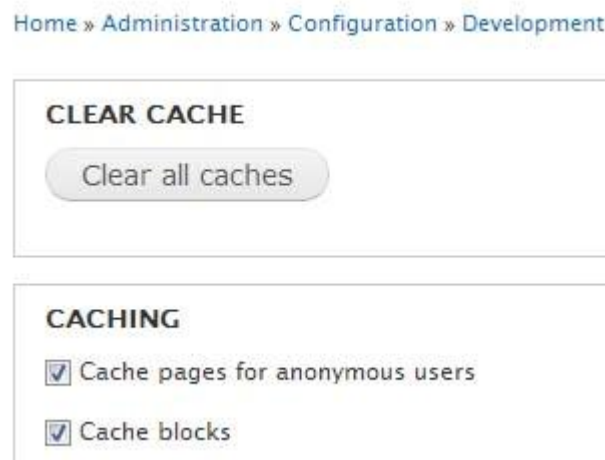 Home » Administration » Configuration » Development
CLEAR CACHE
Clear all caches
CACHING
Cache pages for anonymous users
Cache blocks